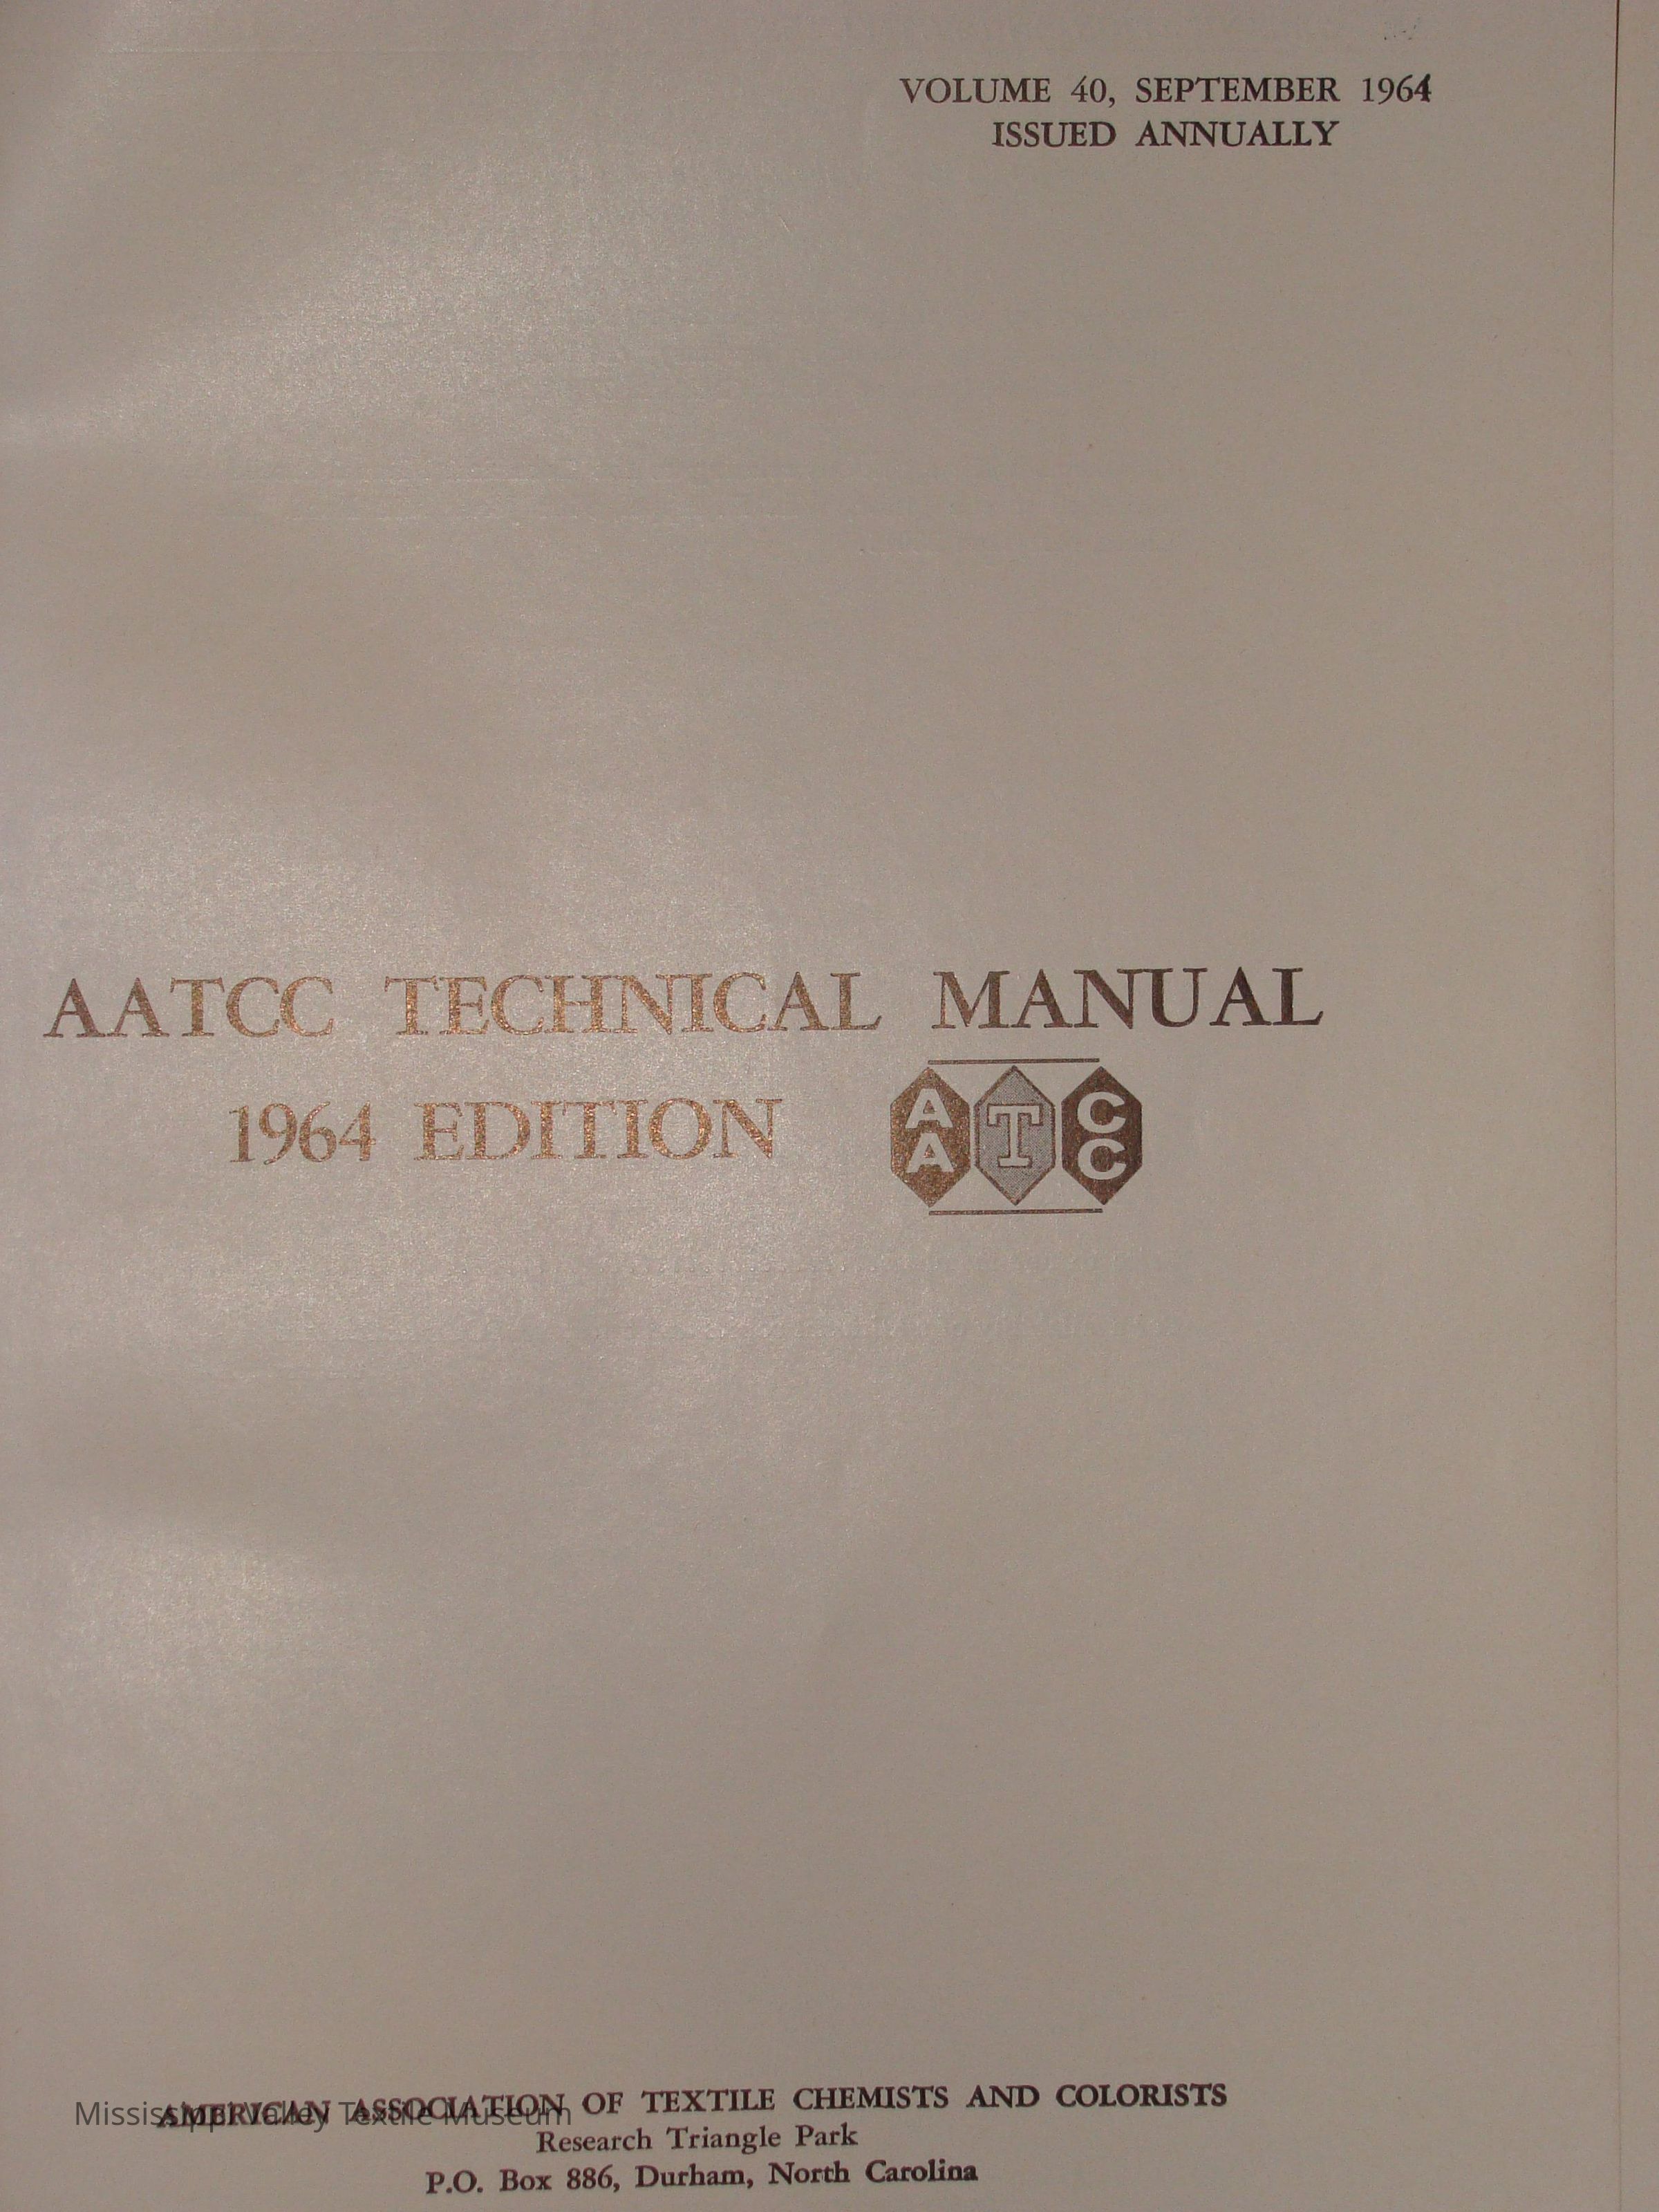 VOLUME 40, SEPTEMBER 1964
ISSUED ANNUALLY
AATCC TECHNICAL MANUAL
1964 EDITION
AATCC
AMERICAN ASSOCIATION OF TEXTILE CHEMISTS AND COLORISTS
Mississippi Valley Textile Museum
Research Triangle Park
P.O. Box 886, Durham, North Carolina